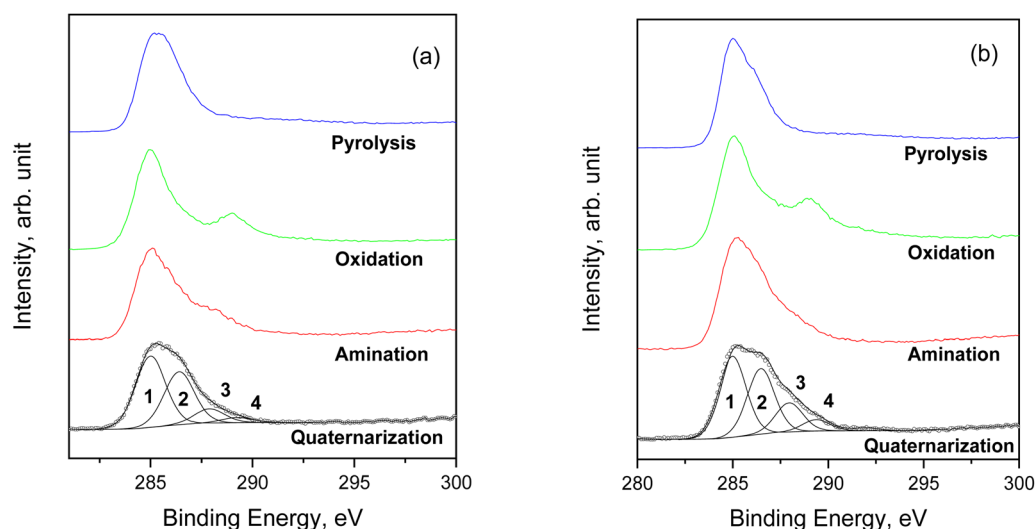 (a)
Pyrolysis
Oxidation
Amination
1
2
3
4
Quaternarization
285
290
295
300
Binding Energy, eV
Intensity, arb. unit
(b)
Pyrolysis
Oxidation
Amination
1
2
3
4
Quaternarization
280
285
290
295
300
Binding Energy, eV
Intensity, arb. unit